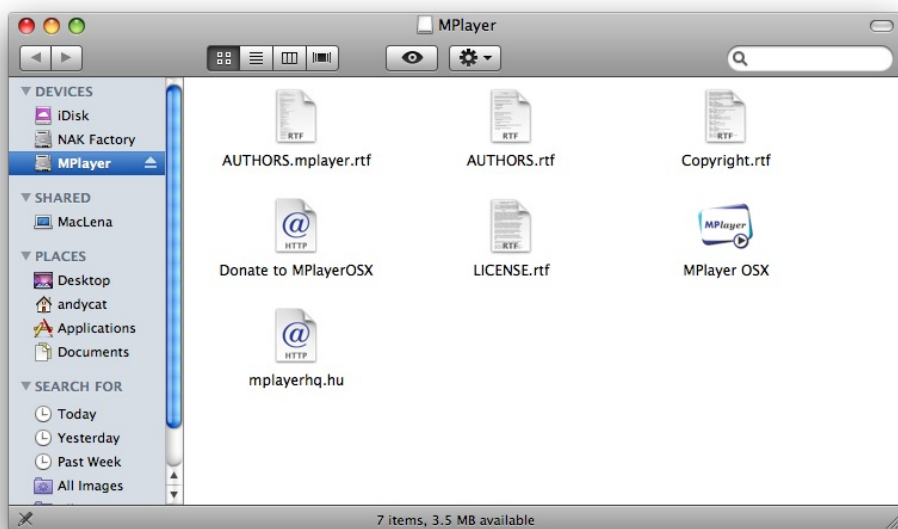 MPlayer
DEVICES
iDisk
NAK Factory
MPlayer
SHARED
MacLena
PLACES
Desktop
andycat
Applications
Documents
SEARCH FOR
Today
Yesterday
Past Week
All Images
RTF
AUTHORS.mplayer.rtf
RTF
AUTHORS.rtf
RTF
Copyright.rtf
@
HTTP
Donate to MPlayerOSX
RTF
LICENSE.rtf
MPlayer
MPlayer OSX
@
HTTP
mplayerhq.hu
7 items, 3.5 MB available